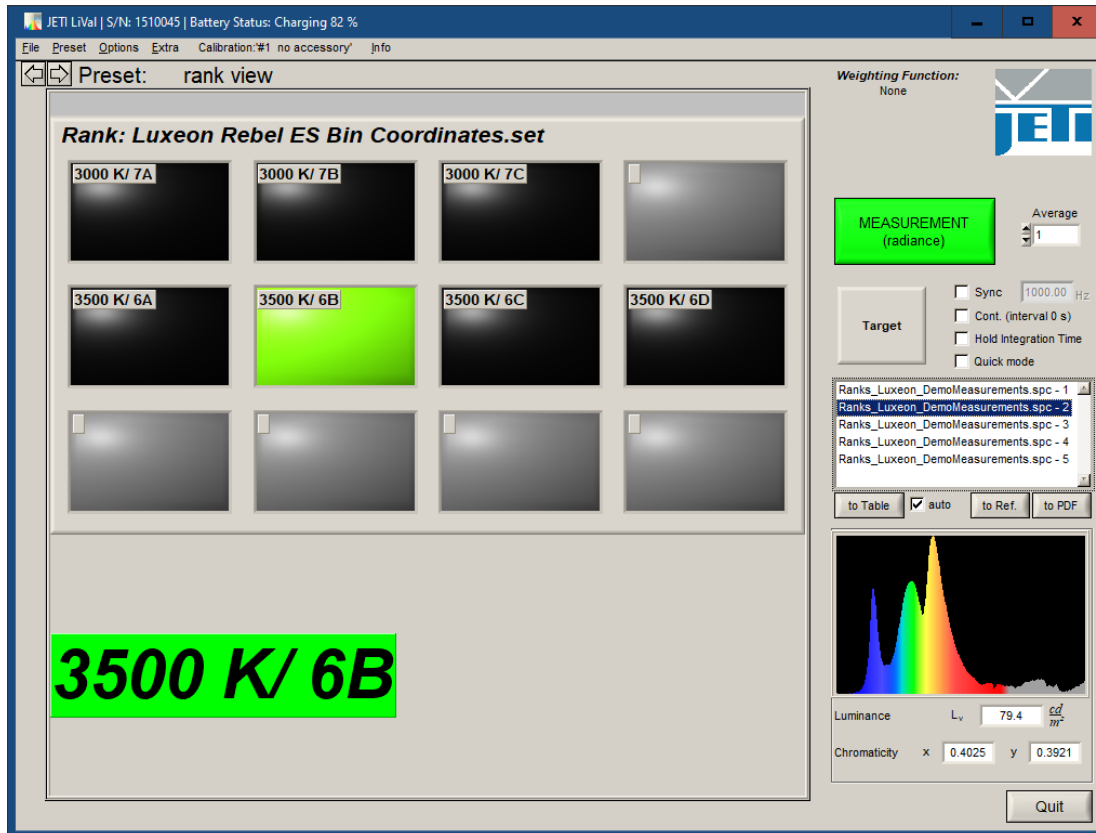 JETI LiVal | S/N: 1510045 | Battery Status: Charging 82 %
File Preset Options Extra Calibration:'#1 no accessory' Info
Preset: rank view
Weighting Function:
None
JETI
Rank: Luxeon Rebel ES Bin Coordinates.set
3000 K/ 7A 3000 K/ 7B 3000 K/ 7C
3500 K/ 6A 3500 K/ 6B 3500 K/ 6C 3500 K/ 6D
3500 K/ 6B
MEASUREMENT
(radiance)
Average
1
Target
Sync 1000.00 Hz
Cont. (interval 0 s)
Hold Integration Time
Quick mode
Ranks_Luxeon_DemoMeasurements.spc - 1
Ranks_Luxeon_DemoMeasurements.spc - 2
Ranks_Luxeon_DemoMeasurements.spc - 3
Ranks_Luxeon_DemoMeasurements.spc - 4
Ranks_Luxeon_DemoMeasurements.spc - 5
to Table auto to Ref. to PDF
Luminance Lv 79.4 cd/m²
Chromaticity x 0.4025 y 0.3921
Quit